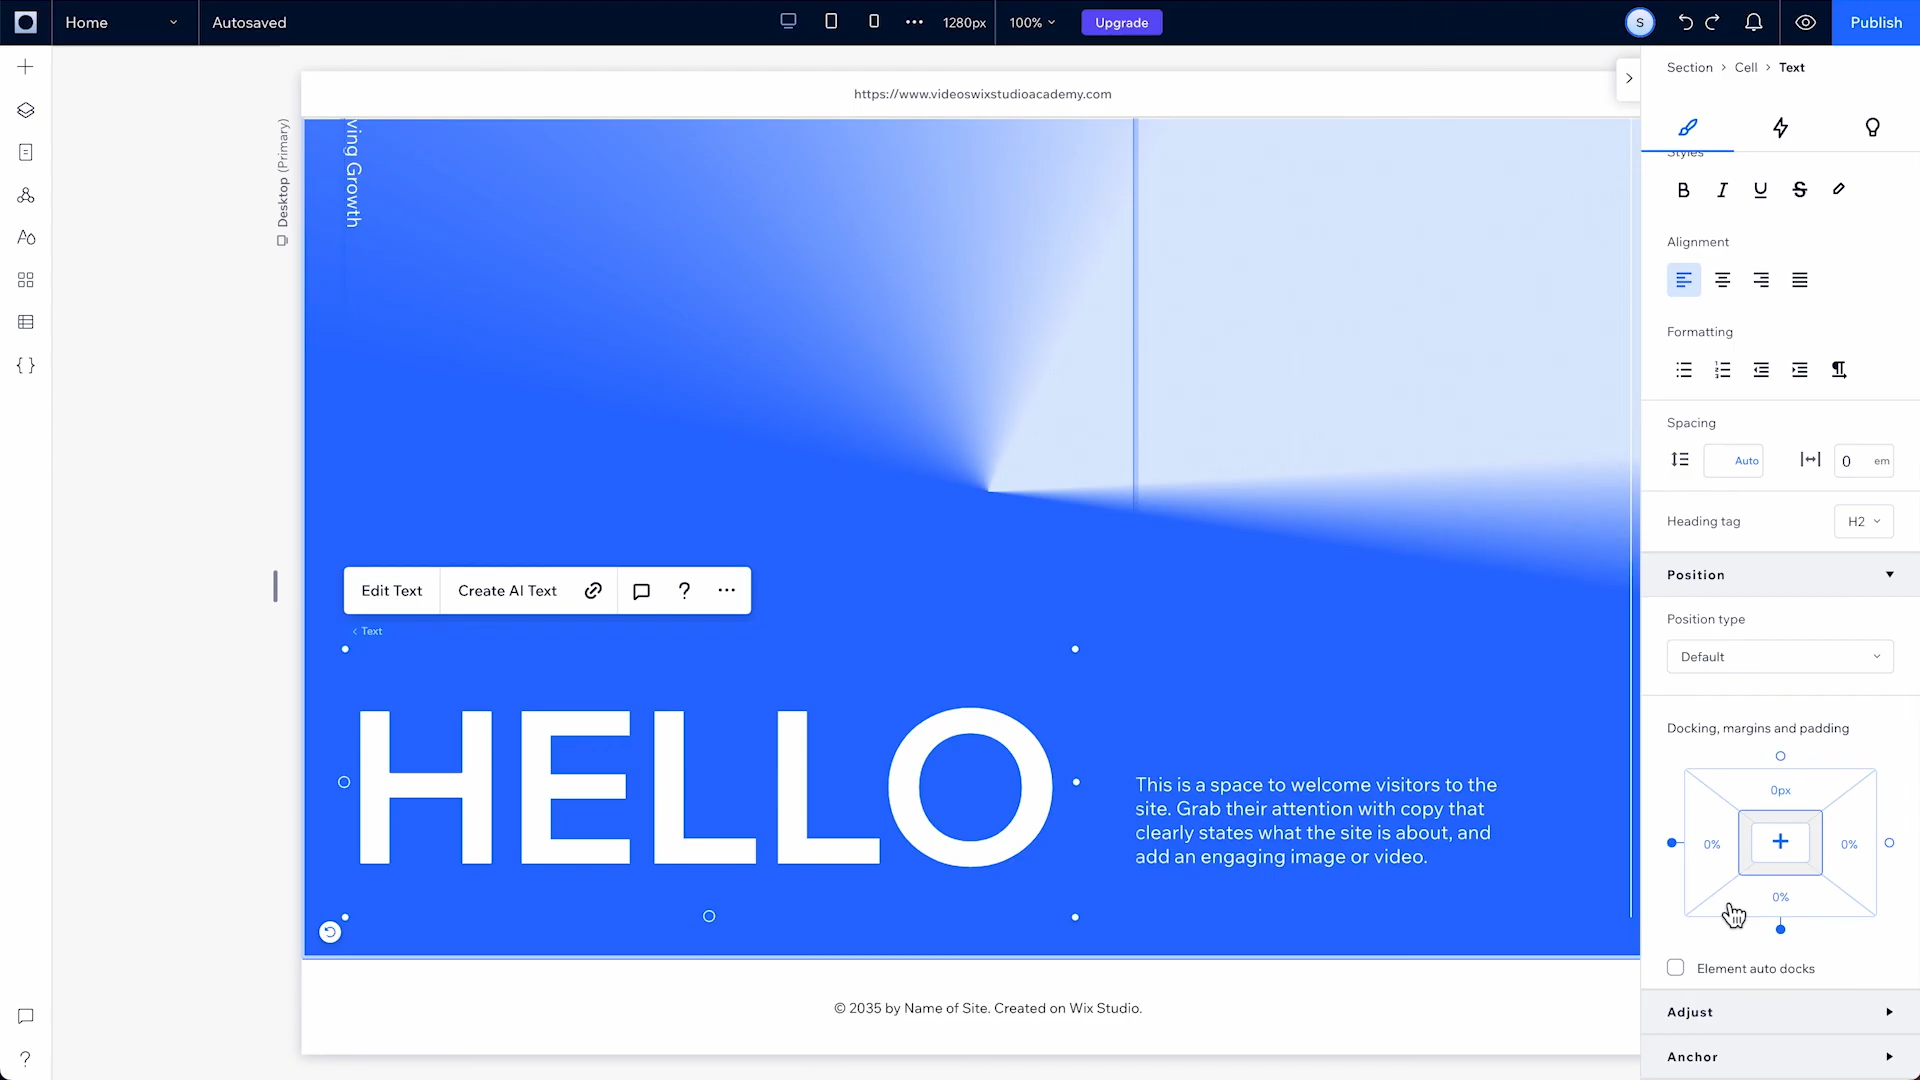 Home
Autosaved
1280px
100%
Upgrade
S
Publish
Section > Cell > Text
https://www.videoswixstudioacademy.com
Desktop (Primary)
ving Growth
Styles
B I U S
Alignment
Formatting
Spacing
Auto
0 em
Heading tag
H2
Position
Position type
Default
Edit Text
Create AI Text
?
< Text
HELLO
This is a space to welcome visitors to the
site. Grab their attention with copy that
clearly states what the site is about, and
add an engaging image or video.
Docking, margins and padding
0px
0%
0%
0%
Element auto docks
Adjust
Anchor
© 2035 by Name of Site. Created on Wix Studio.
?